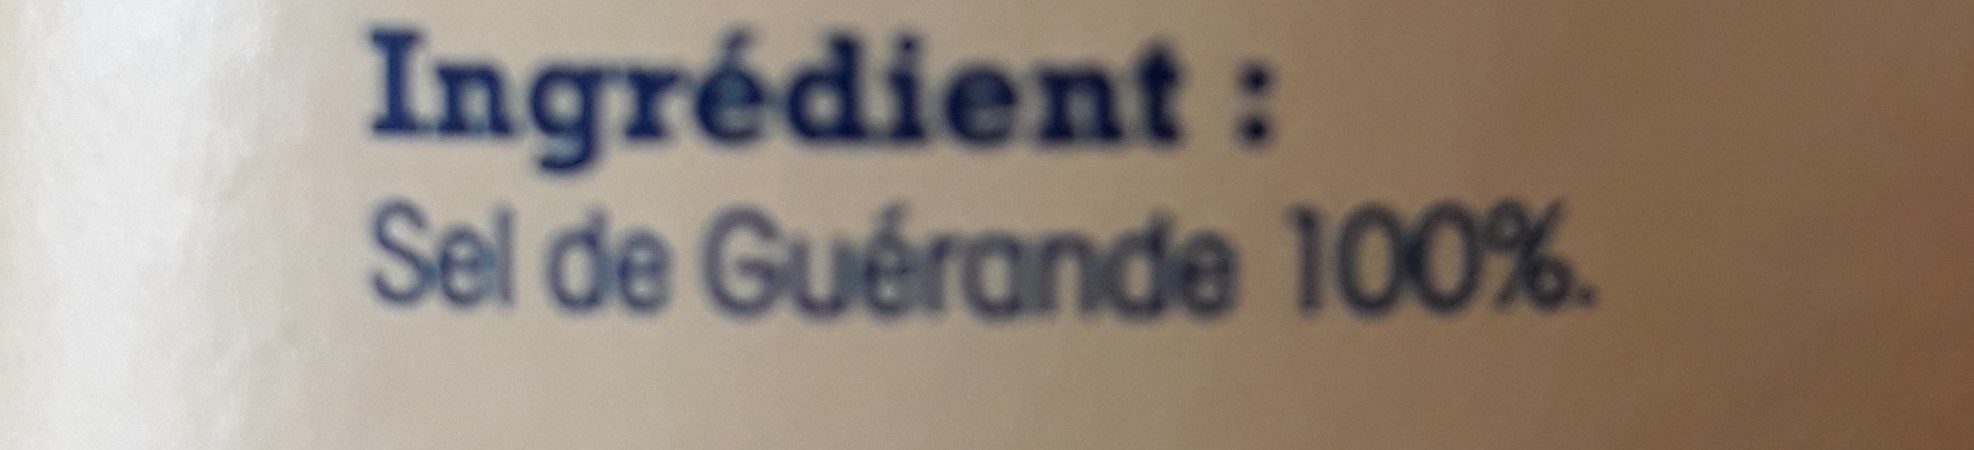 Ingrédient :
Sel de Guérande 100%.